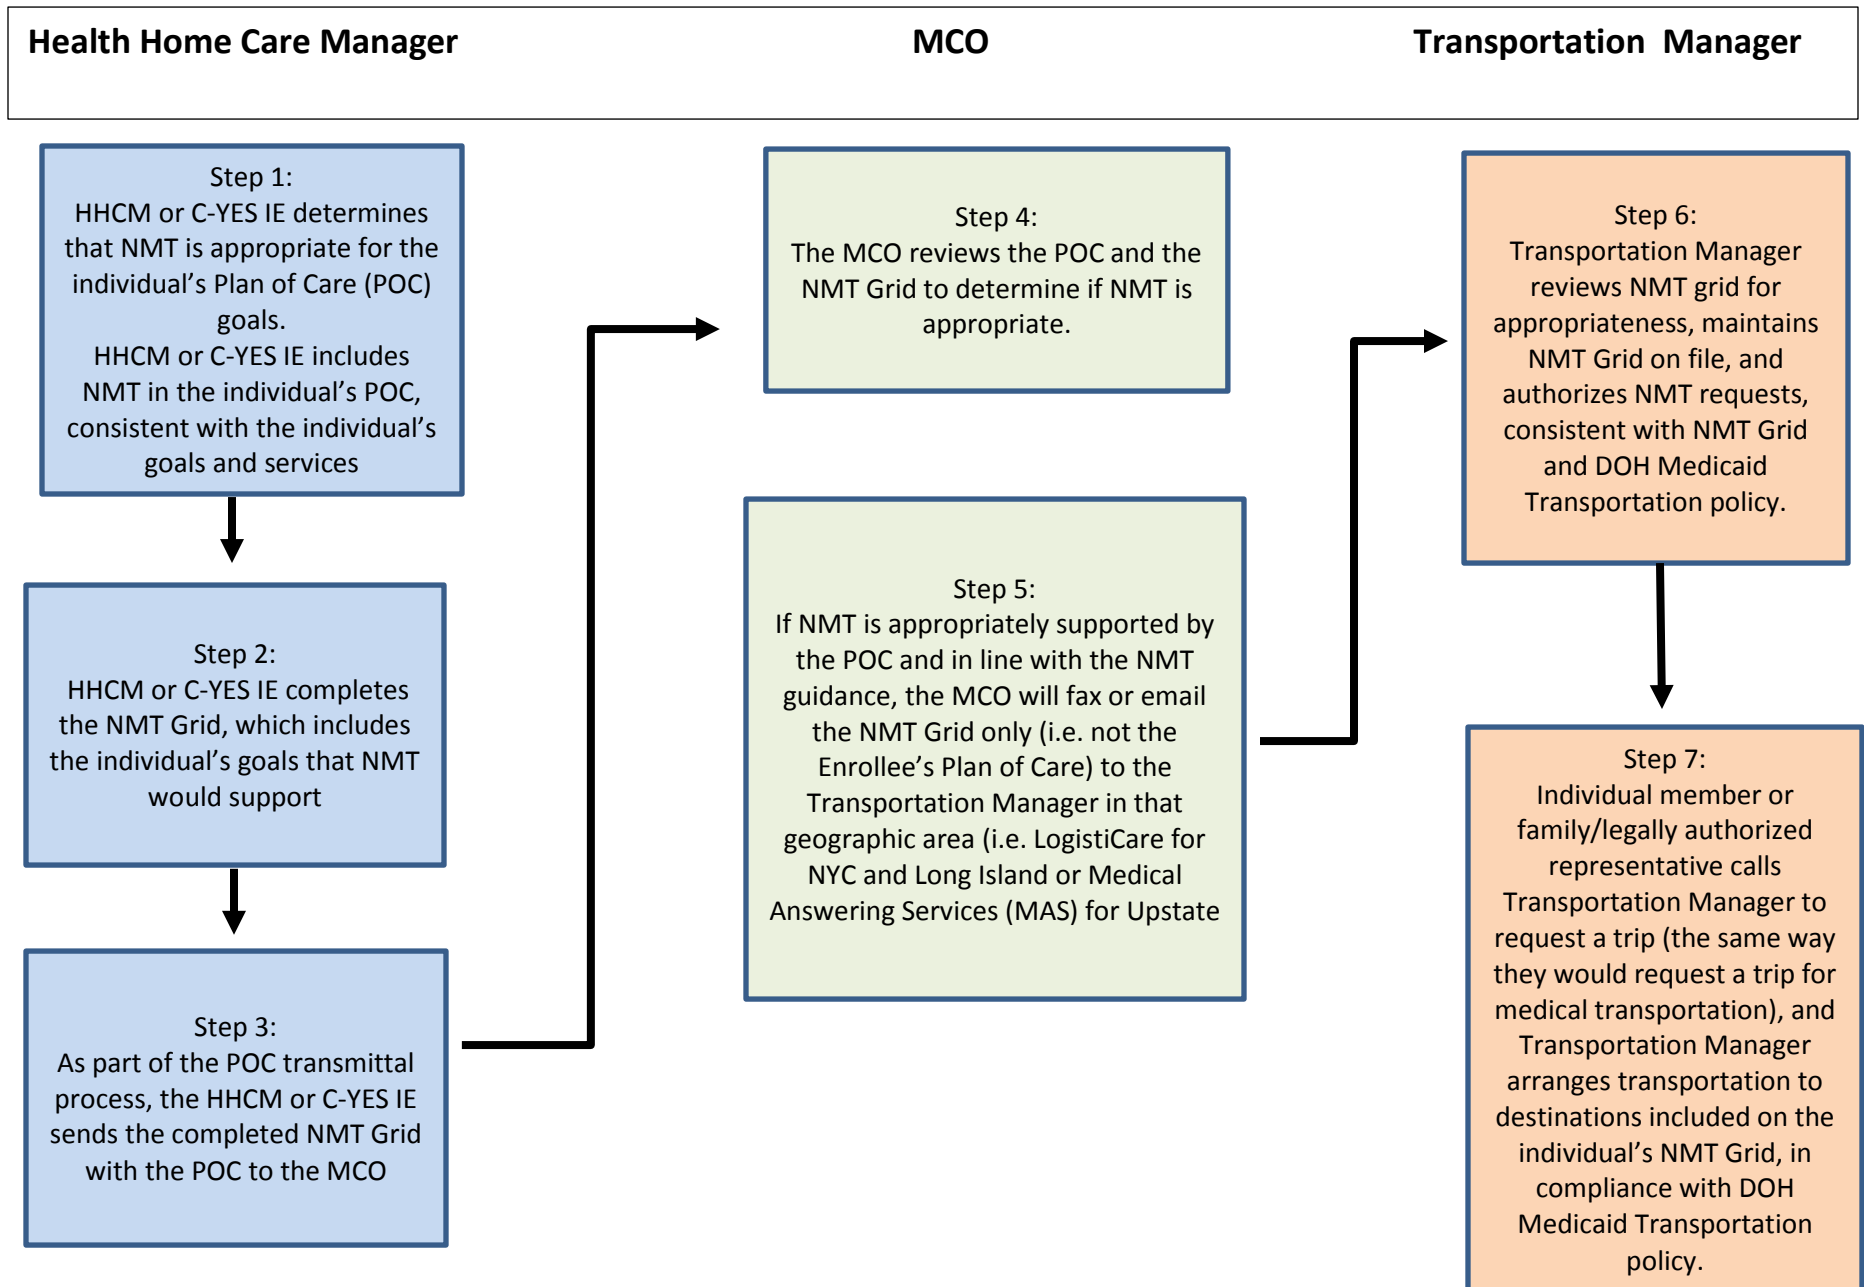 Health Home Care Manager
MCO
Transportation Manager
Step 1:
HHCM or C-YES IE determines
that NMT is appropriate for the
individual’s Plan of Care (POC)
goals.
HHCM or C-YES IE includes
NMT in the individual’s POC,
consistent with the individual’s
goals and services
Step 2:
HHCM or C-YES IE completes
the NMT Grid, which includes
the individual’s goals that NMT
would support
Step 3:
As part of the POC transmittal
process, the HHCM or C-YES IE
sends the completed NMT Grid
with the POC to the MCO
Step 4:
The MCO reviews the POC and the
NMT Grid to determine if NMT is
appropriate.
Step 5:
If NMT is appropriately supported by
the POC and in line with the NMT
guidance, the MCO will fax or email
the NMT Grid only (i.e. not the
Enrollee’s Plan of Care) to the
Transportation Manager in that
geographic area (i.e. LogistiCare for
NYC and Long Island or Medical
Answering Services (MAS) for Upstate
Step 6:
Transportation Manager
reviews NMT grid for
appropriateness, maintains
NMT Grid on file, and
authorizes NMT requests,
consistent with NMT Grid
and DOH Medicaid
Transportation policy.
Step 7:
Individual member or
family/legally authorized
representative calls
Transportation Manager to
request a trip (the same way
they would request a trip for
medical transportation), and
Transportation Manager
arranges transportation to
destinations included on the
individual’s NMT Grid, in
compliance with DOH
Medicaid Transportation
policy.